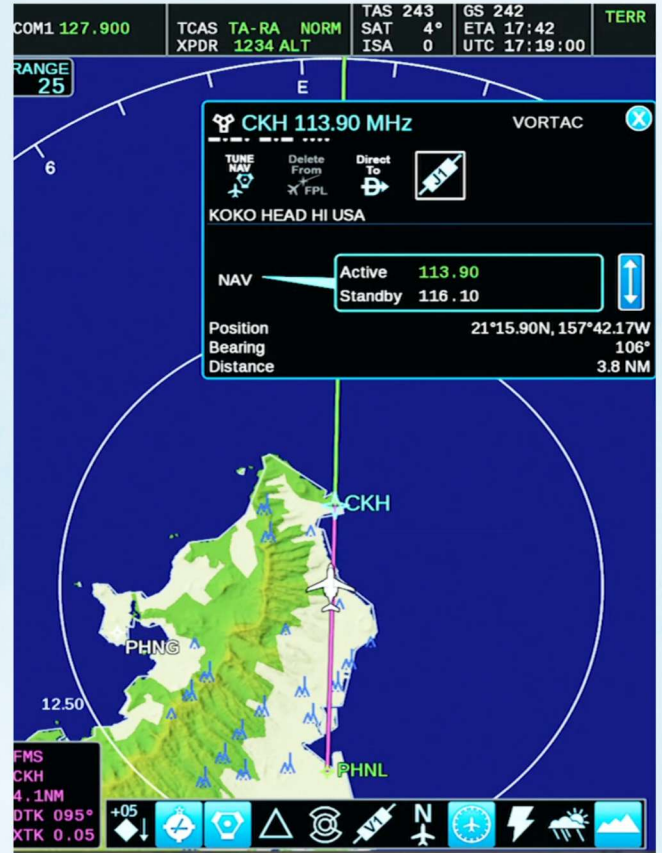 COM1 127.900
TCAS TA-RA NORM
XPDR 1234 ALT
TAS 243
SAT 4°
ISA 0
GS 242
ETA 17:42
UTC 17:19:00
TERR
RANGE
25
E
6
CKH 113.90 MHz
VORTAC
X
TUNE
NAV
Delete
From
FPL
Direct
To
D
J1
KOKO HEAD HI USA
NAV
Active 113.90
Standby 116.10
Position 21°15.90N, 157°42.17W
Bearing 106°
Distance 3.8 NM
CKH
PHNG
12.50
PHNL
FMS
CKH
4.1NM
DTK 095°
XTK 0.05
+05
V1
N